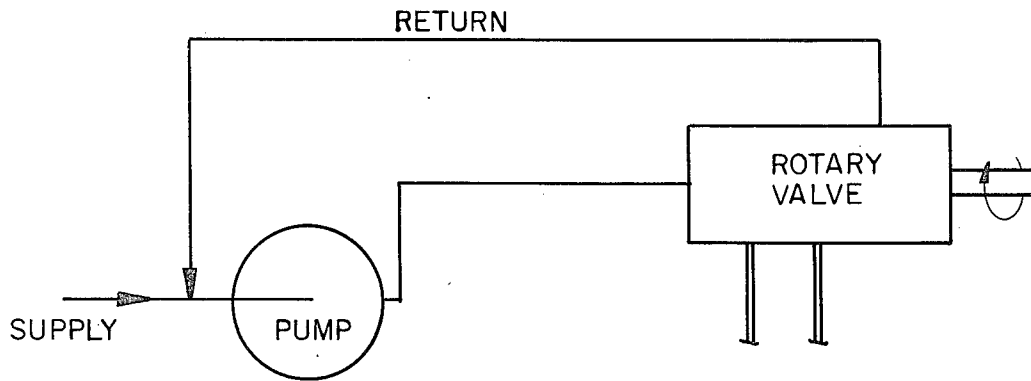 RETURN
ROTARY
VALVE
SUPPLY
PUMP